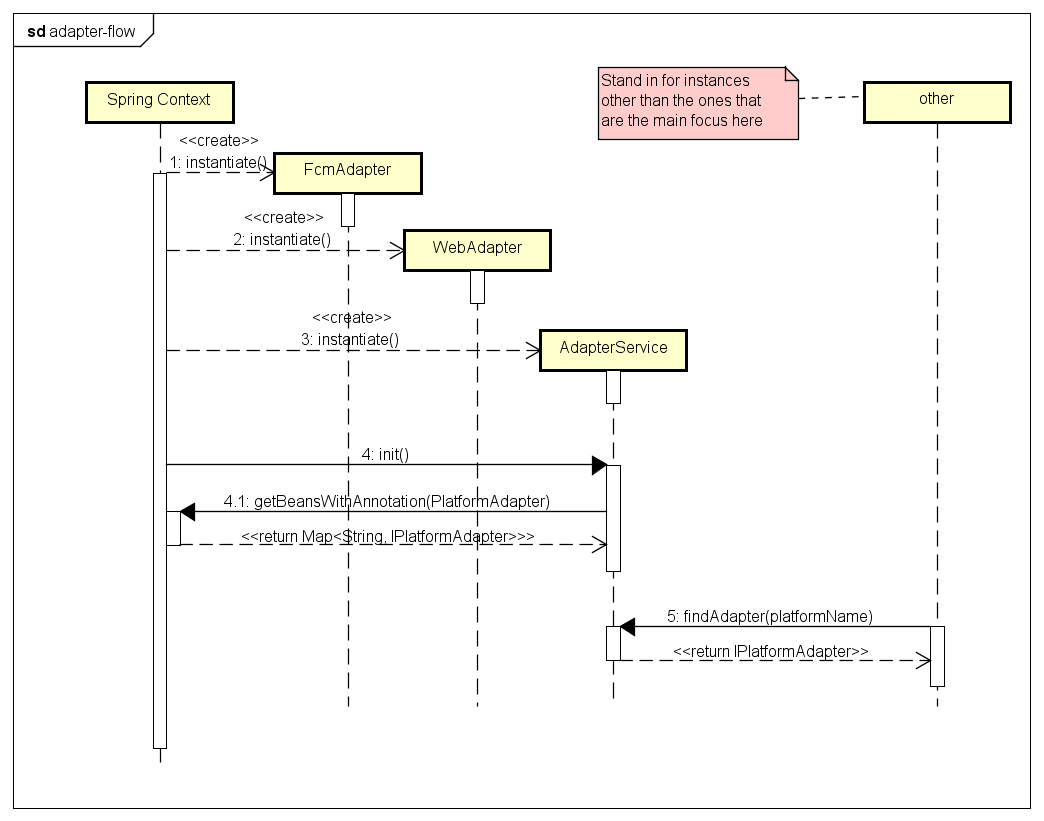 sd adapter-flow
Stand in for instances
other than the ones that
are the main focus here
Spring Context
other
<<create>>
1: instantiate()
FcmAdapter
<<create>>
2: instantiate()
WebAdapter
<<create>>
3: instantiate()
AdapterService
4: init()
4.1: getBeansWithAnnotation(PlatformAdapter)
<<return Map<String, IPlatformAdapter>>>
5: findAdapter(platformName)
<<return IPlatformAdapter>>